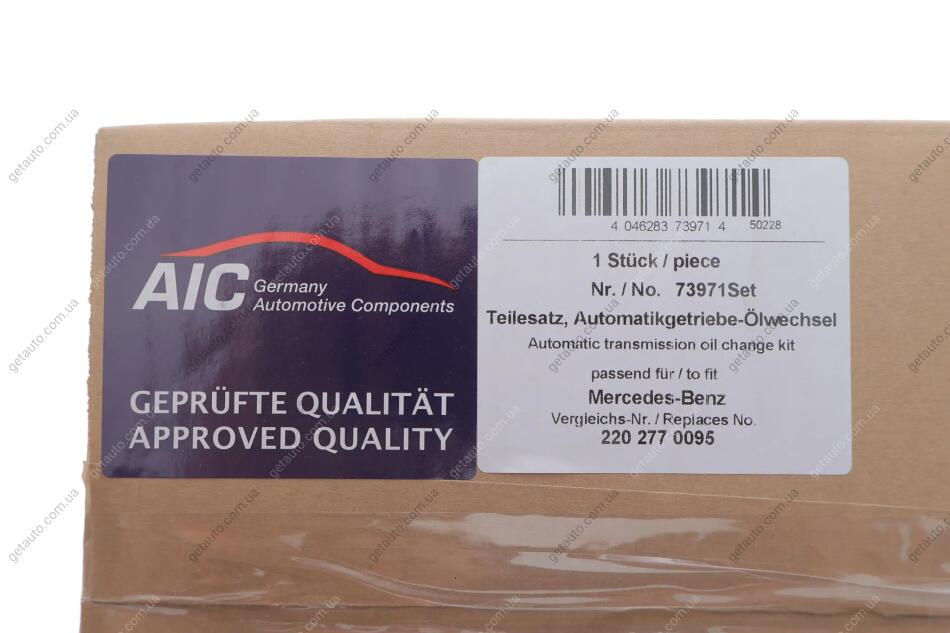 AIC Germany
Automotive Components
GEPRÜFTE QUALITÄT
APPROVED QUALITY
4 046283 73971 4 50228
1 Stück / piece
Nr. / No. 73971Set
Teilesatz, Automatikgetriebe-Ölwechsel
Automatic transmission oil change kit
passend für / to fit
Mercedes-Benz
Vergleichs-Nr. / Replaces No.
220 277 0095
getauto.com.ua